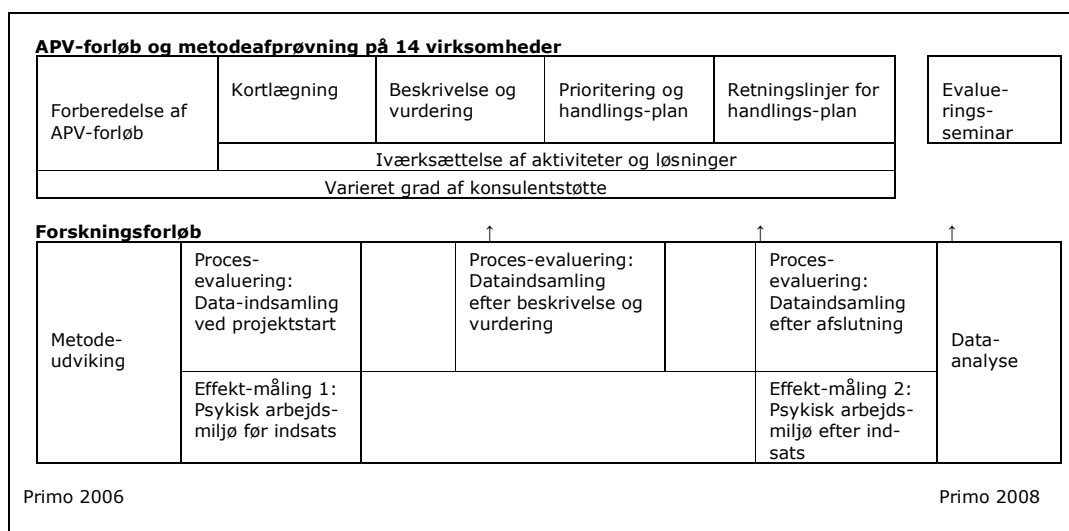 APV-forløb og metodeafprøvning på 14 virksomheder
Forberedelse af
APV-forløb
Kortlægning
Beskrivelse og
vurdering
Prioritering og
handlings-plan
Retningslinjer for
handlings-plan
Evalue-
rings-
seminar
Iværksættelse af aktiviteter og løsninger
Varieret grad af konsulentstøtte
Forskningsforløb
↑ ↑ ↑
Metode-
udviking
Proces-
evaluering:
Data-indsamling
ved projektstart
Proces-evaluering:
Dataindsamling
efter beskrivelse og
vurdering
Proces-
evaluering:
Dataindsamling
efter afslutning
Data-
analyse
Effekt-måling 1:
Psykisk arbejds-
miljø før indsats
Effekt-måling 2:
Psykisk arbejds-
miljø efter ind-
sats
Primo 2006
Primo 2008